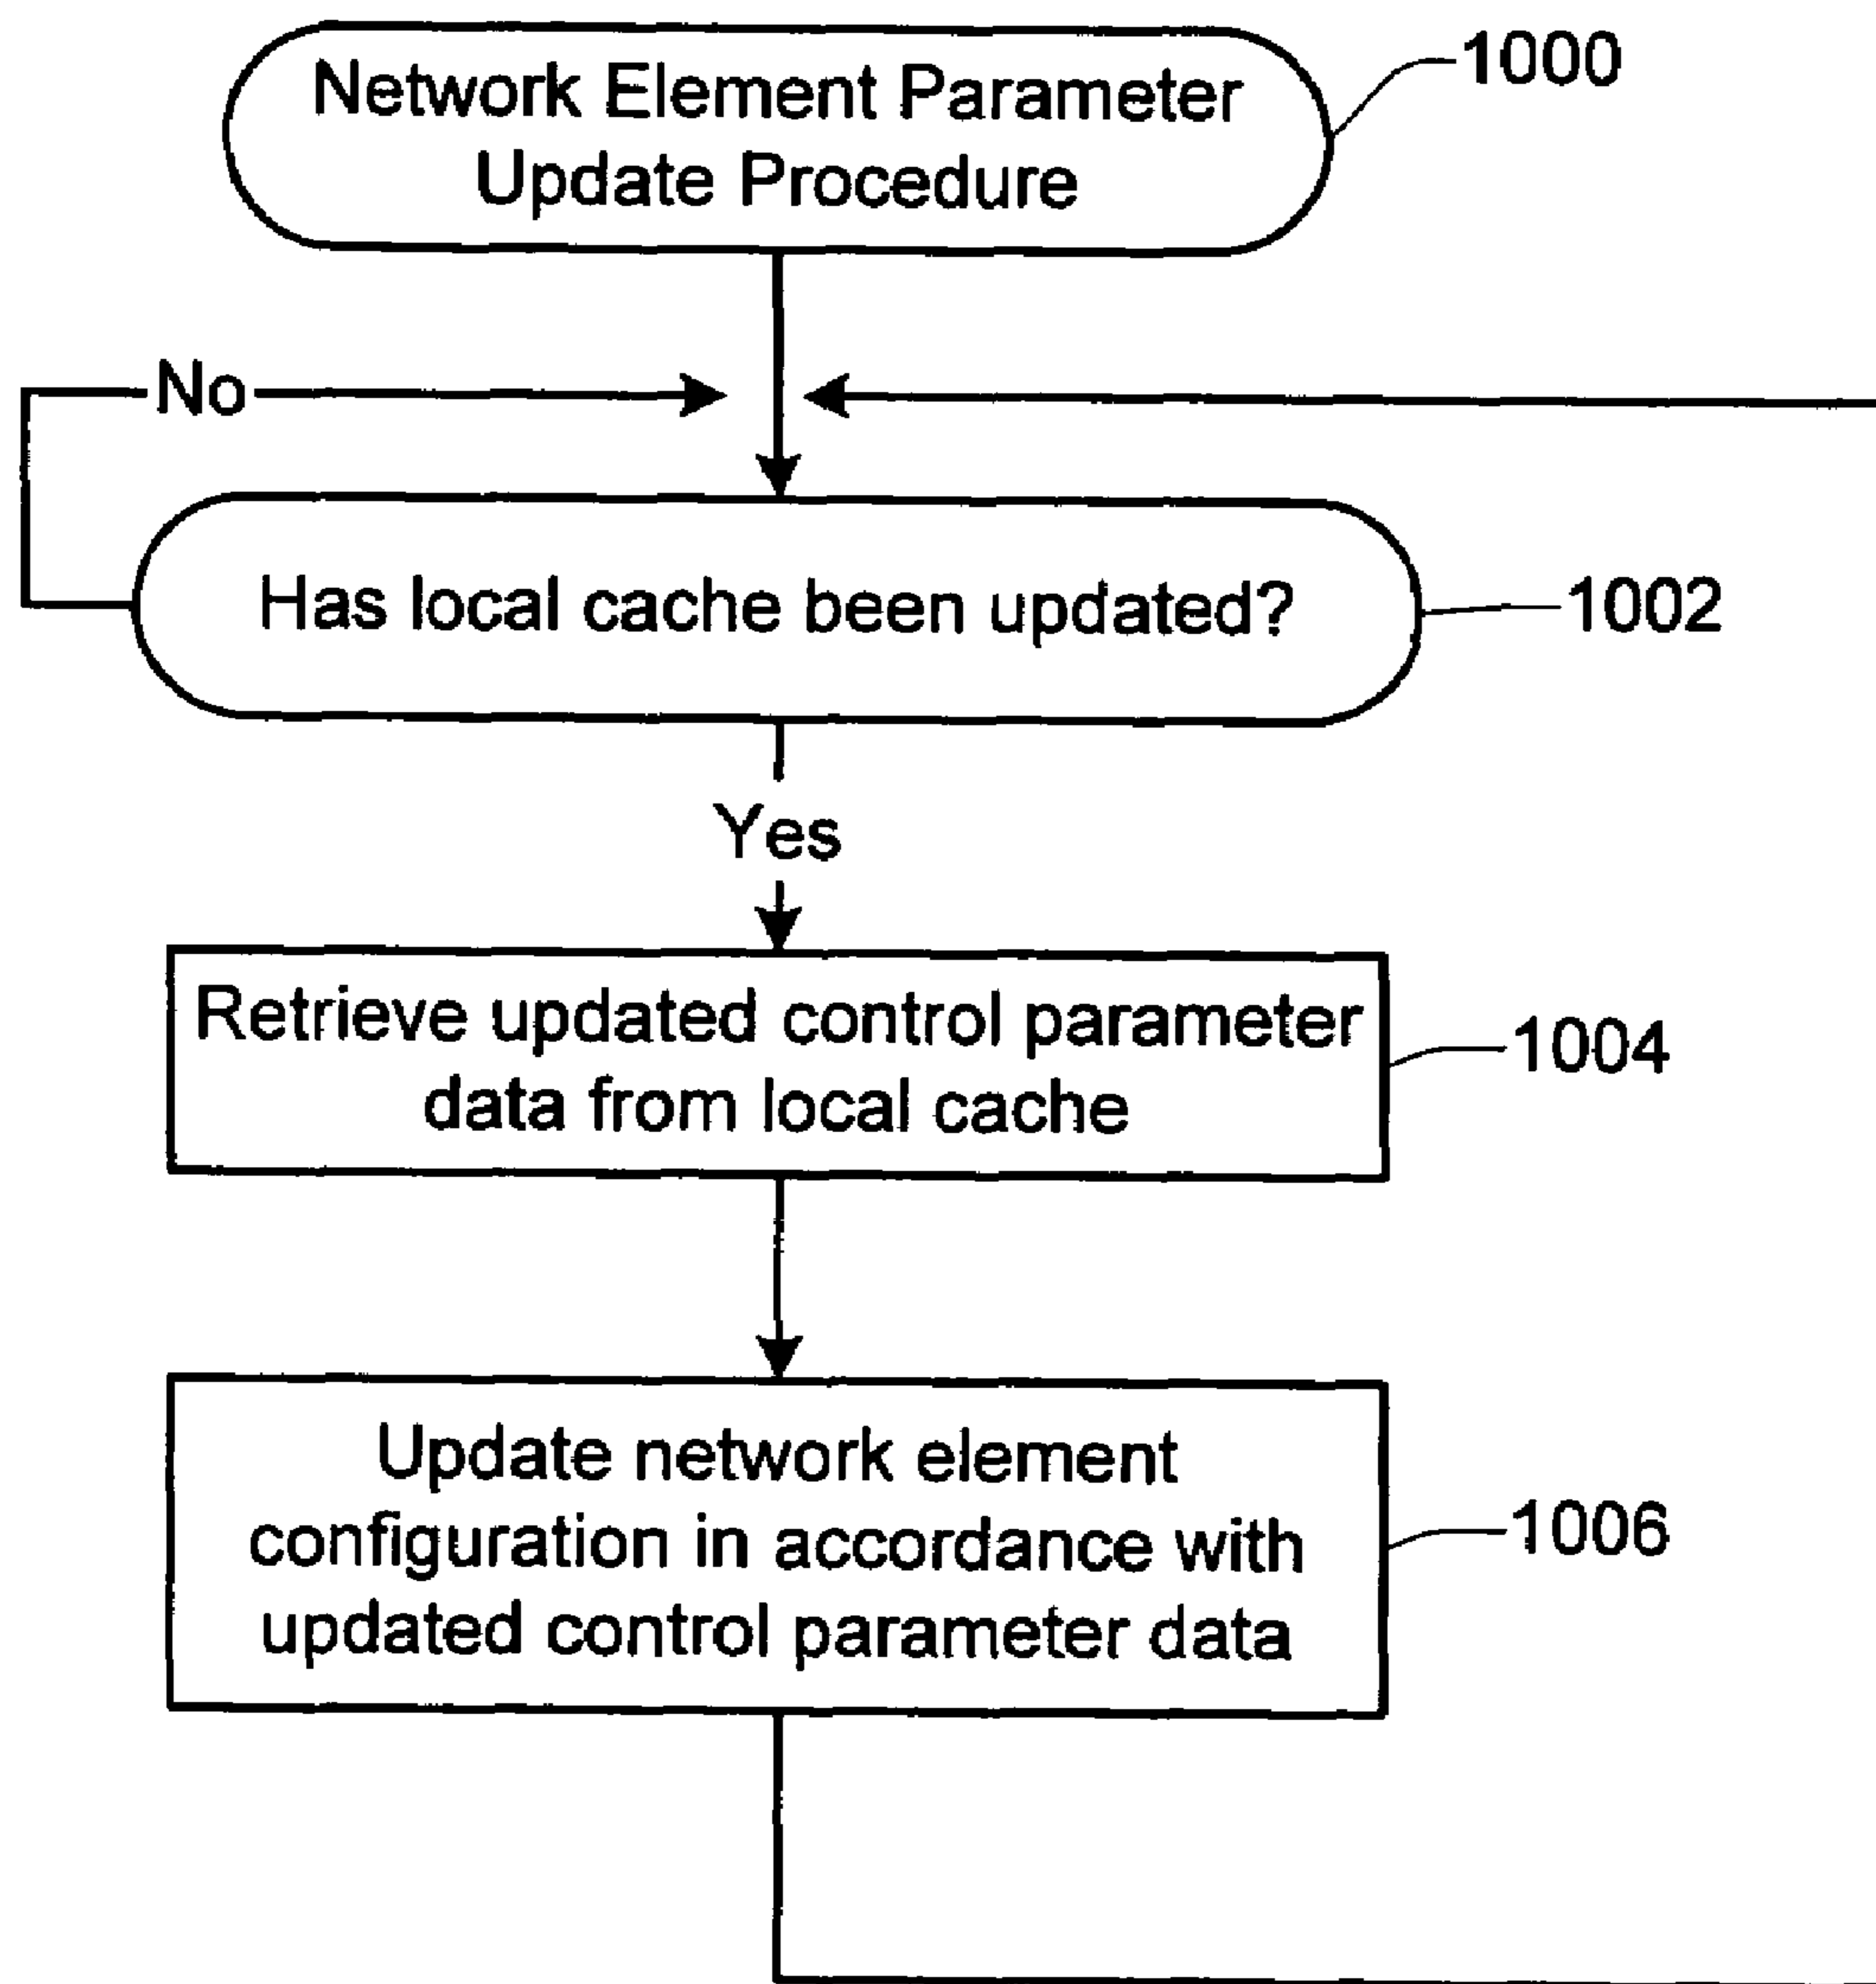 Network Element Parameter
Update Procedure
1000
No
Has local cache been updated?
1002
Yes
Retrieve updated control parameter
data from local cache
1004
Update network element
configuration in accordance with
updated control parameter data
1006